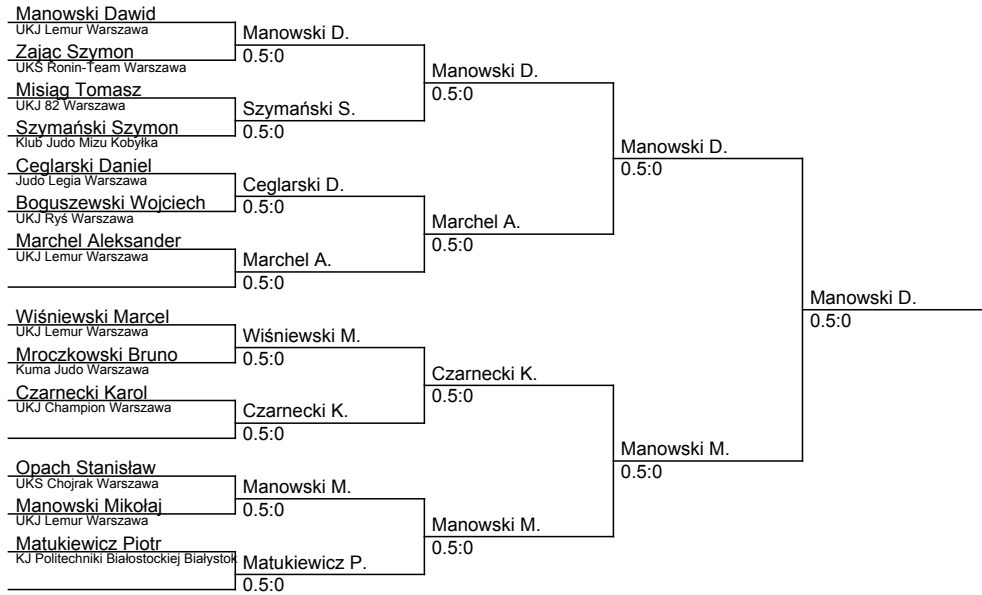 Manowski Dawid
UKJ Lemur Warszawa
Zając Szymon
UKS Ronin-Team Warszawa
Misiąg Tomasz
UKJ 82 Warszawa
Szymański Szymon
Klub Judo Mizu Kobyłka
Ceglarski Daniel
Judo Legia Warszawa
Boguszewski Wojciech
UKJ Ryś Warszawa
Marchel Aleksander
UKJ Lemur Warszawa
Wiśniewski Marcel
UKJ Lemur Warszawa
Mroczkowski Bruno
Kuma Judo Warszawa
Czarnecki Karol
UKJ Champion Warszawa
Opach Stanisław
UKS Chojrak Warszawa
Manowski Mikołaj
UKJ Lemur Warszawa
Matukiewicz Piotr
KJ Politechniki Białostockiej Białystok
Manowski D.
0.5:0
Szymański S.
0.5:0
Ceglarski D.
0.5:0
Marchel A.
0.5:0
Wiśniewski M.
0.5:0
Czarnecki K.
0.5:0
Manowski M.
0.5:0
Matukiewicz P.
0.5:0
Manowski D.
0.5:0
Marchel A.
0.5:0
Czarnecki K.
0.5:0
Manowski M.
0.5:0
Manowski D.
0.5:0
Manowski M.
0.5:0
Manowski D.
0.5:0